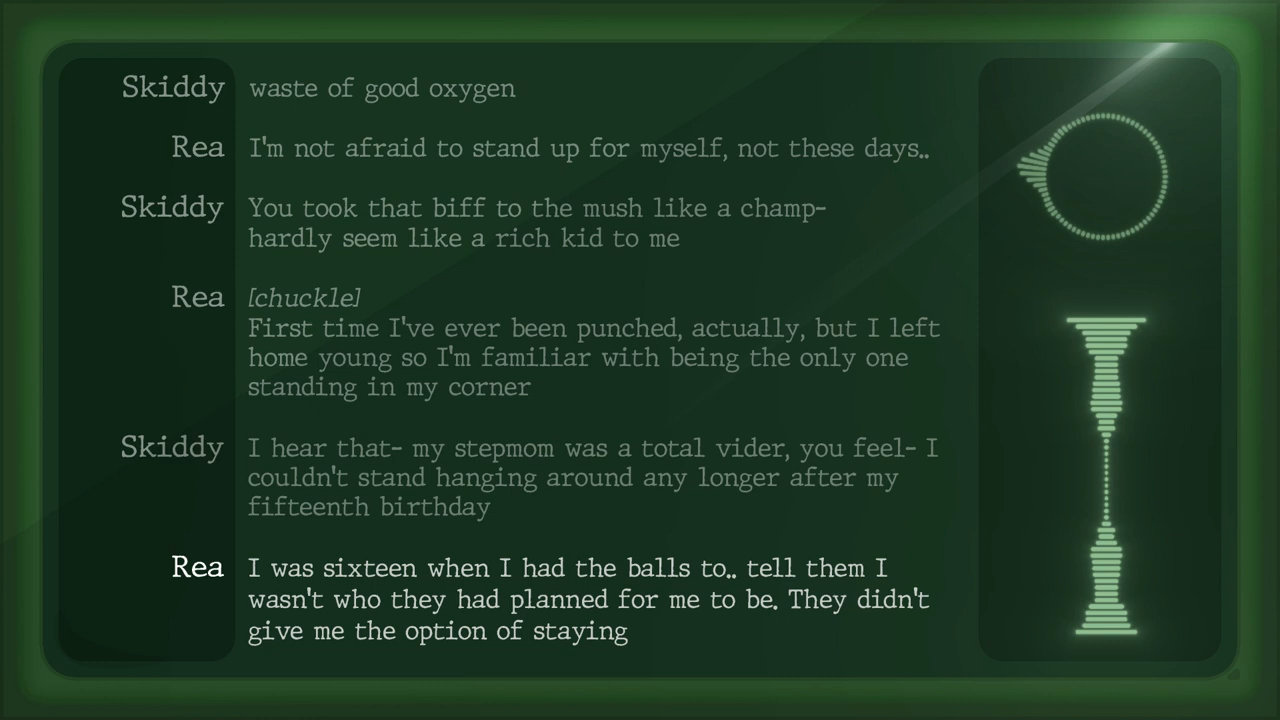 Skiddy waste of good oxygen
Rea I'm not afraid to stand up for myself, not these days..
Skiddy You took that biff to the mush like a champ-
hardly seem like a rich kid to me
Rea [chuckle]
First time I've ever been punched, actually, but I left
home young so I'm familiar with being the only one
standing in my corner
Skiddy I hear that- my stepmom was a total vider, you feel- I
couldn't stand hanging around any longer after my
fifteenth birthday
Rea I was sixteen when I had the balls to.. tell them I
wasn't who they had planned for me to be. They didn't
give me the option of staying